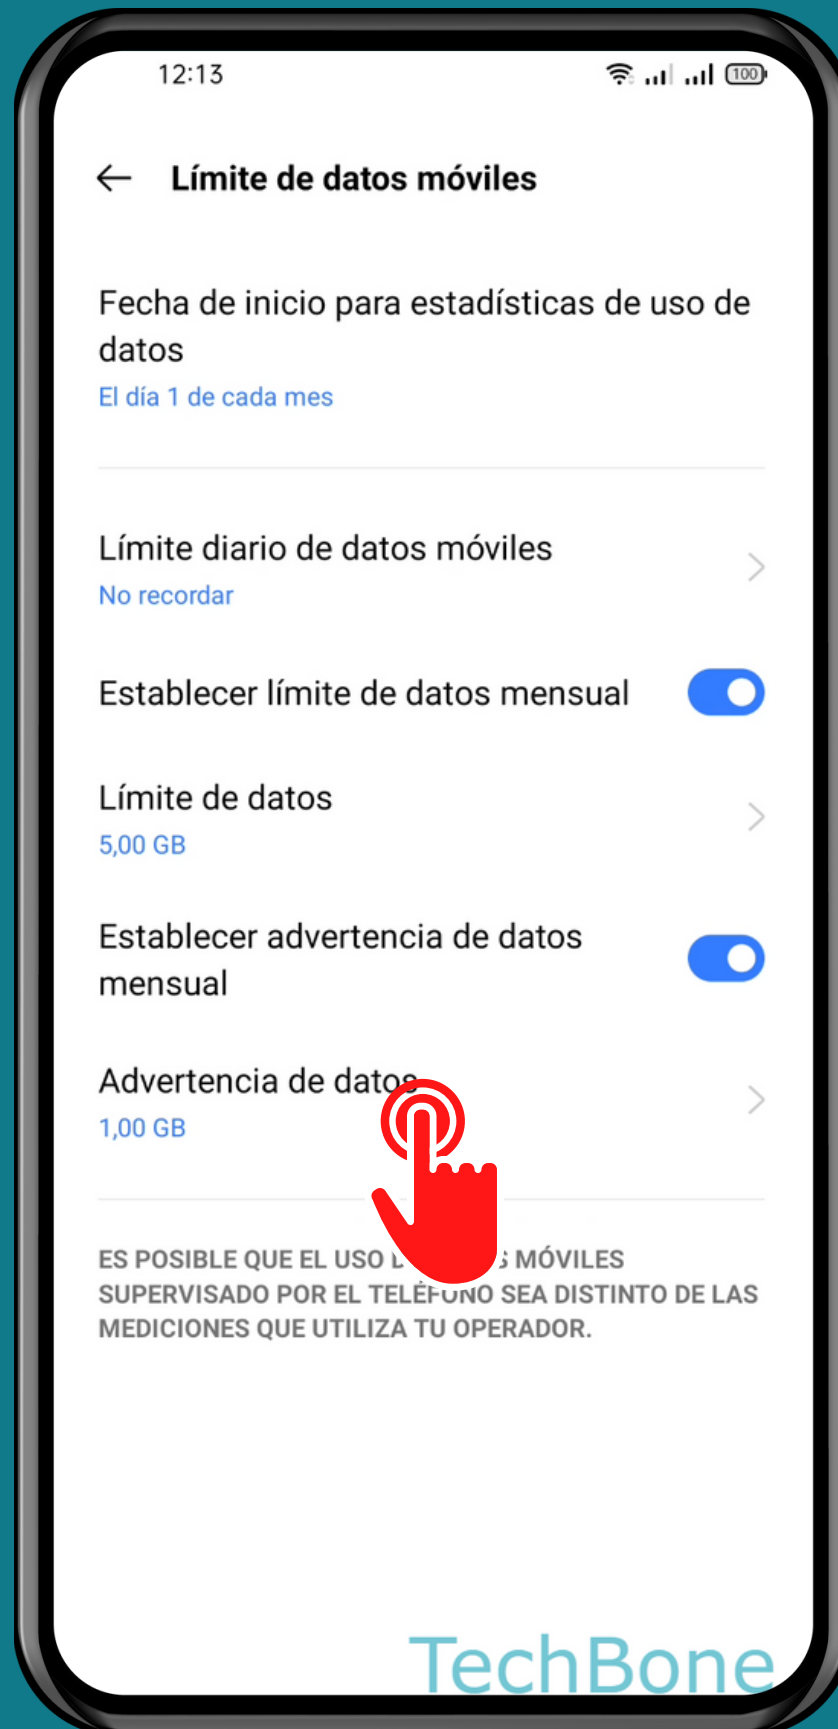 12:13
100
Límite de datos móviles
Fecha de inicio para estadísticas de uso de
datos
El día 1 de cada mes
Límite diario de datos móviles
No recordar
Establecer límite de datos mensual
Límite de datos
5,00 GB
Establecer advertencia de datos
mensual
Advertencia de datos
1,00 GB
ES POSIBLE QUE EL USO MÓVILES
SUPERVISADO POR EL TELÉFONO SEA DISTINTO DE LAS
MEDICIONES QUE UTILIZA TU OPERADOR.
TechBone